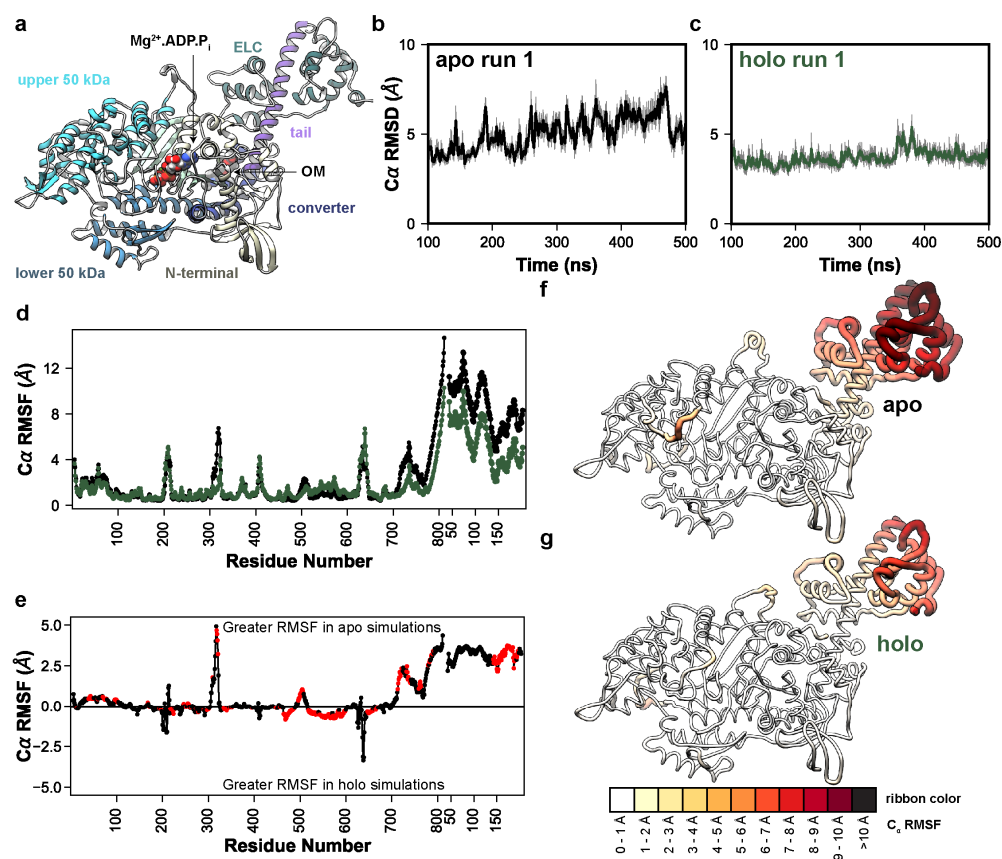 a
Mg²⁺.ADP.Pᵢ
ELC
upper 50 kDa
tail
OM
converter
lower 50 kDa
N-terminal
b
apo run 1
Cα RMSD (Å)
10
5
0
100 200 300 400 500
Time (ns)
c
holo run 1
10
5
0
100 200 300 400 500
Time (ns)
d
Cα RMSF (Å)
12
8
4
0
100 200 300 400 500 600 700 800 50 100 150
Residue Number
e
Cα RMSF (Å)
5.0
2.5
0.0
−2.5
−5.0
Greater RMSF in apo simulations
Greater RMSF in holo simulations
100 200 300 400 500 600 700 800 50 100 150
Residue Number
f
apo
g
holo
ribbon color
Cα RMSF
0 - 1 Å
1 - 2 Å
2 - 3 Å
3 - 4 Å
4 - 5 Å
5 - 6 Å
6 - 7 Å
7 - 8 Å
8 - 9 Å
9 - 10 Å
>10 Å